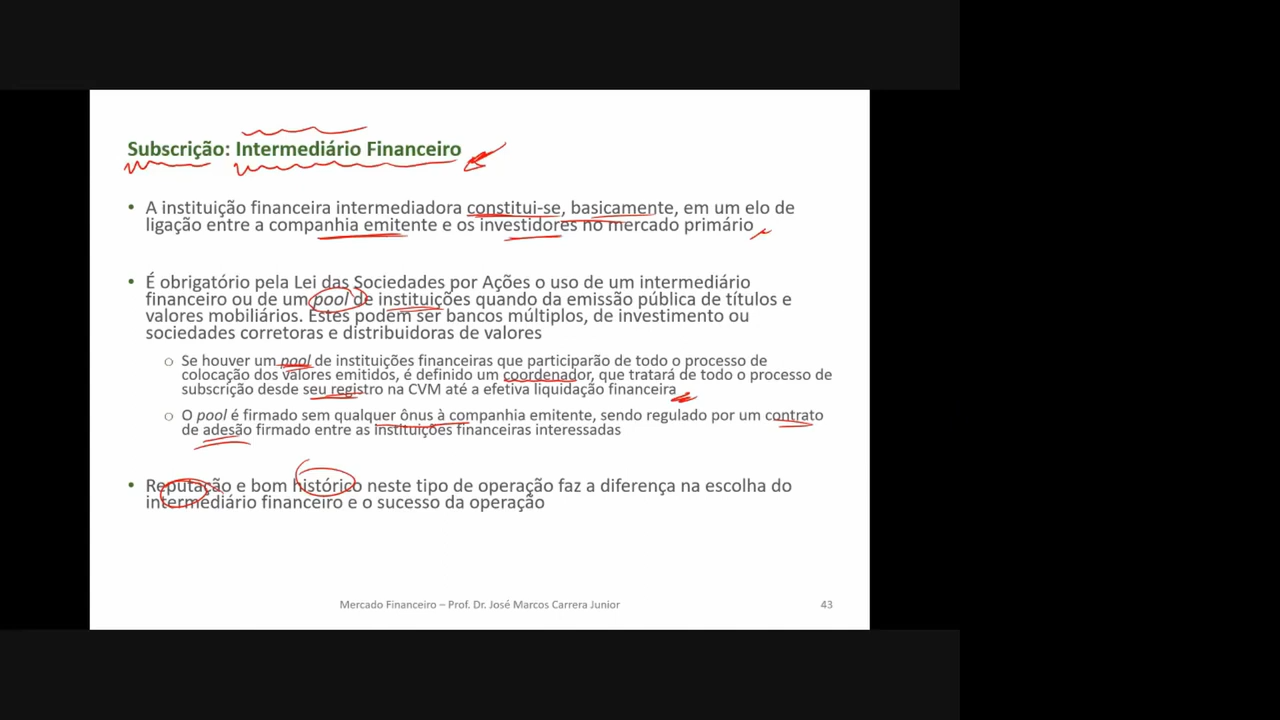 Subscrição: Intermediário Financeiro
• A instituição financeira intermediadora constitui-se, basicamente, em um elo de
ligação entre a companhia emitente e os investidores no mercado primário
• É obrigatório pela Lei das Sociedades por Ações o uso de um intermediário
financeiro ou de um pool de instituições quando da emissão pública de títulos e
valores mobiliários. Estes podem ser bancos múltiplos, de investimento ou
sociedades corretoras e distribuidoras de valores
○ Se houver um pool de instituições financeiras que participarão de todo o processo de
colocação dos valores emitidos, é definido um coordenador, que tratará de todo o processo de
subscrição desde seu registro na CVM até a efetiva liquidação financeira
○ O pool é firmado sem qualquer ônus à companhia emitente, sendo regulado por um contrato
de adesão firmado entre as instituições financeiras interessadas
• Reputação e bom histórico neste tipo de operação faz a diferença na escolha do
intermediário financeiro e o sucesso da operação
Mercado Financeiro – Prof. Dr. José Marcos Carrera Junior
43